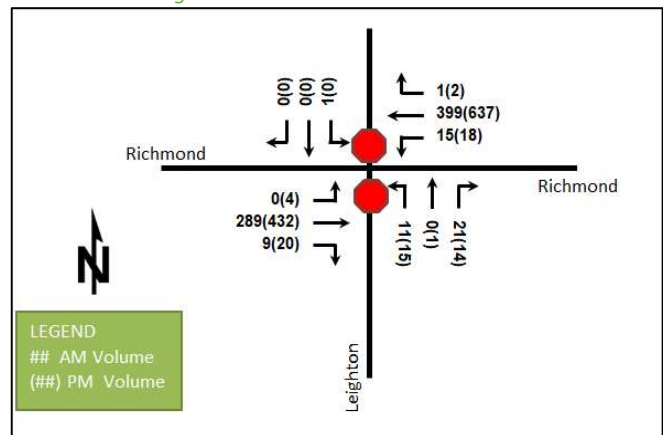 0(0)
0(0)
1(0)
1(2)
399(637)
15(18)
Richmond
Richmond
0(4)
289(432)
9(20)
11(15)
0(1)
21(14)
N
LEGEND
## AM Volume
(##) PM Volume
Leighton